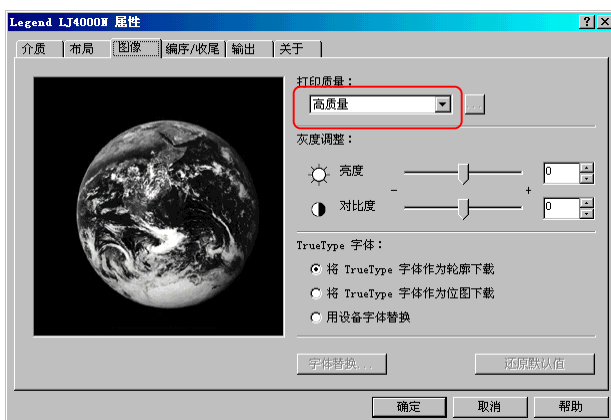 Legend LJ4000N 属性
介质 布局 图像 编序/收尾 输出 关于
打印质量：
高质量 ...
灰度调整：
亮度 - + 0
对比度 0
TrueType 字体：
将 TrueType 字体作为轮廓下载
将 TrueType 字体作为位图下载
用设备字体替换
字体替换... 还原默认值
确定 取消 帮助